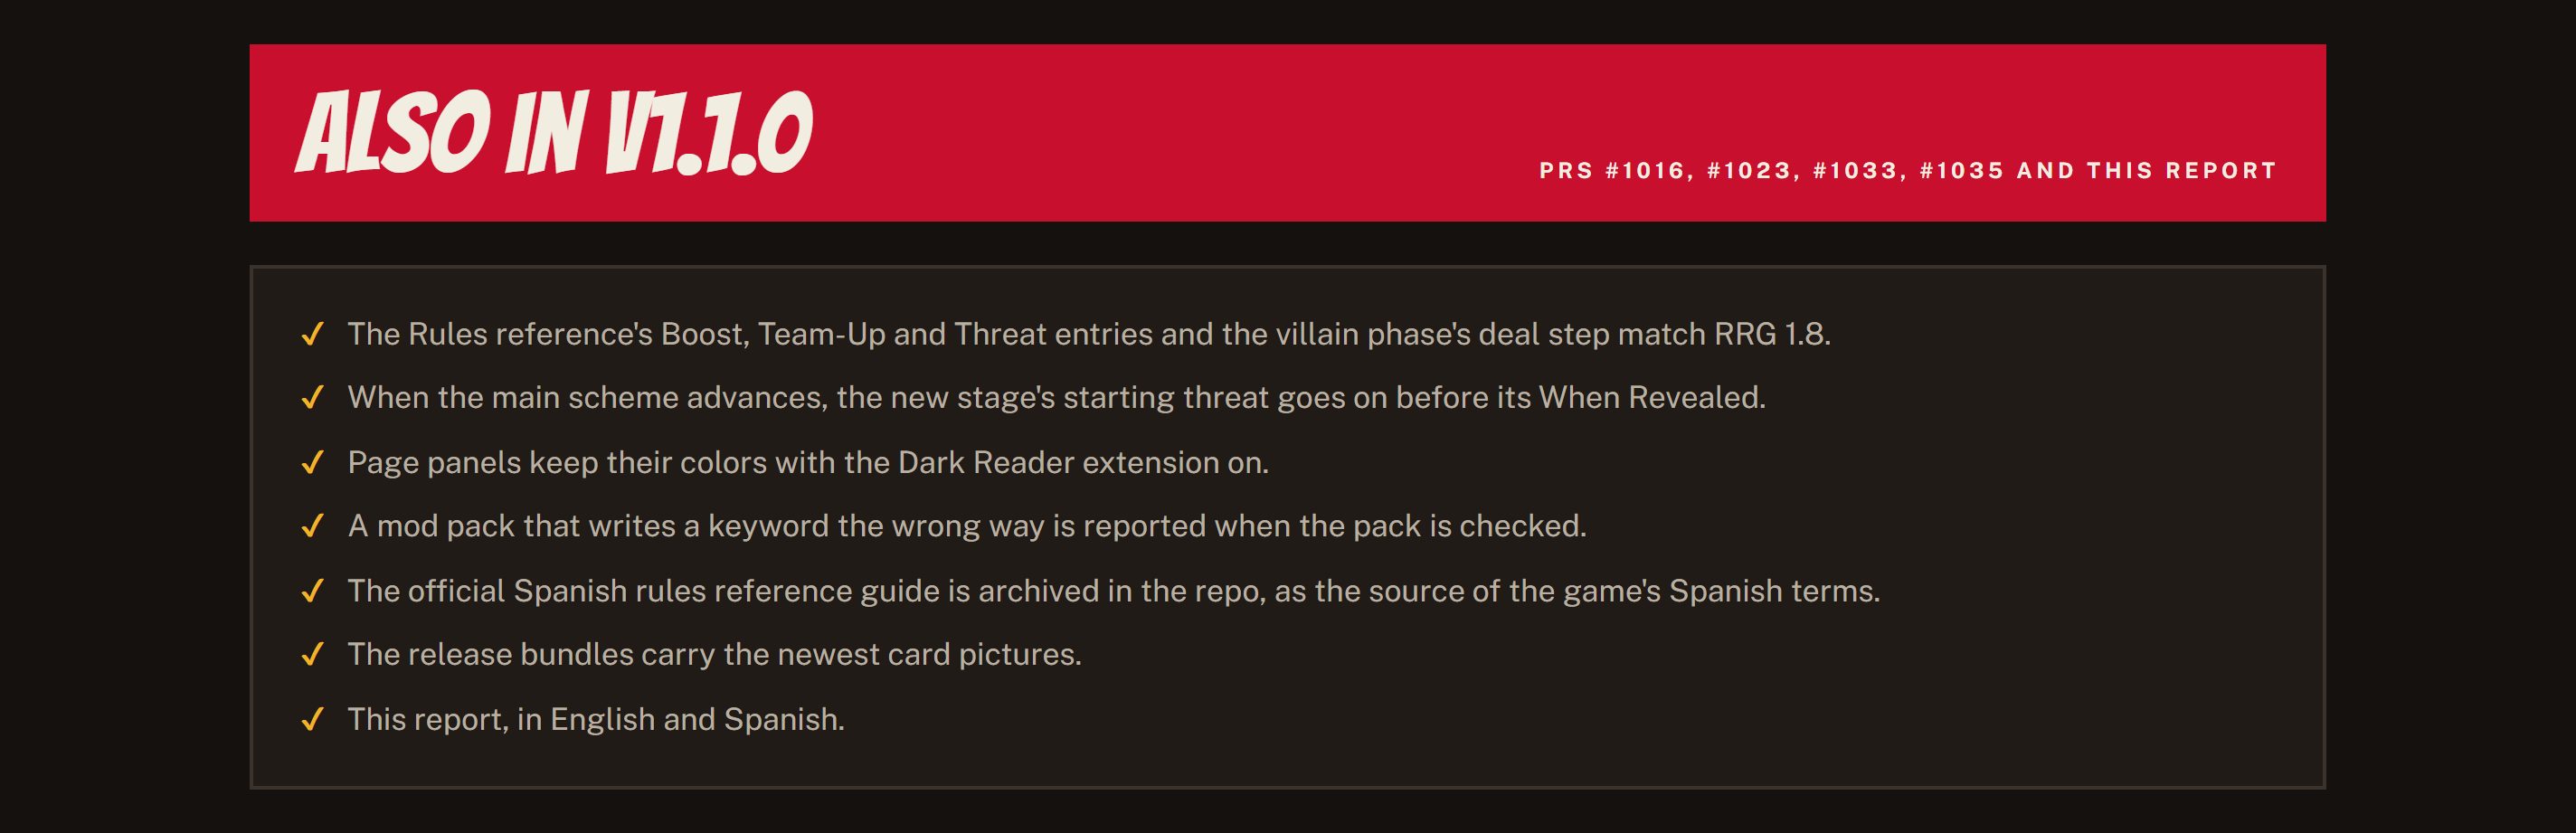 ALSO IN V1.1.0
PRS #1016, #1023, #1033, #1035 AND THIS REPORT
✓ The Rules reference's Boost, Team-Up and Threat entries and the villain phase's deal step match RRG 1.8.
✓ When the main scheme advances, the new stage's starting threat goes on before its When Revealed.
✓ Page panels keep their colors with the Dark Reader extension on.
✓ A mod pack that writes a keyword the wrong way is reported when the pack is checked.
✓ The official Spanish rules reference guide is archived in the repo, as the source of the game's Spanish terms.
✓ The release bundles carry the newest card pictures.
✓ This report, in English and Spanish.